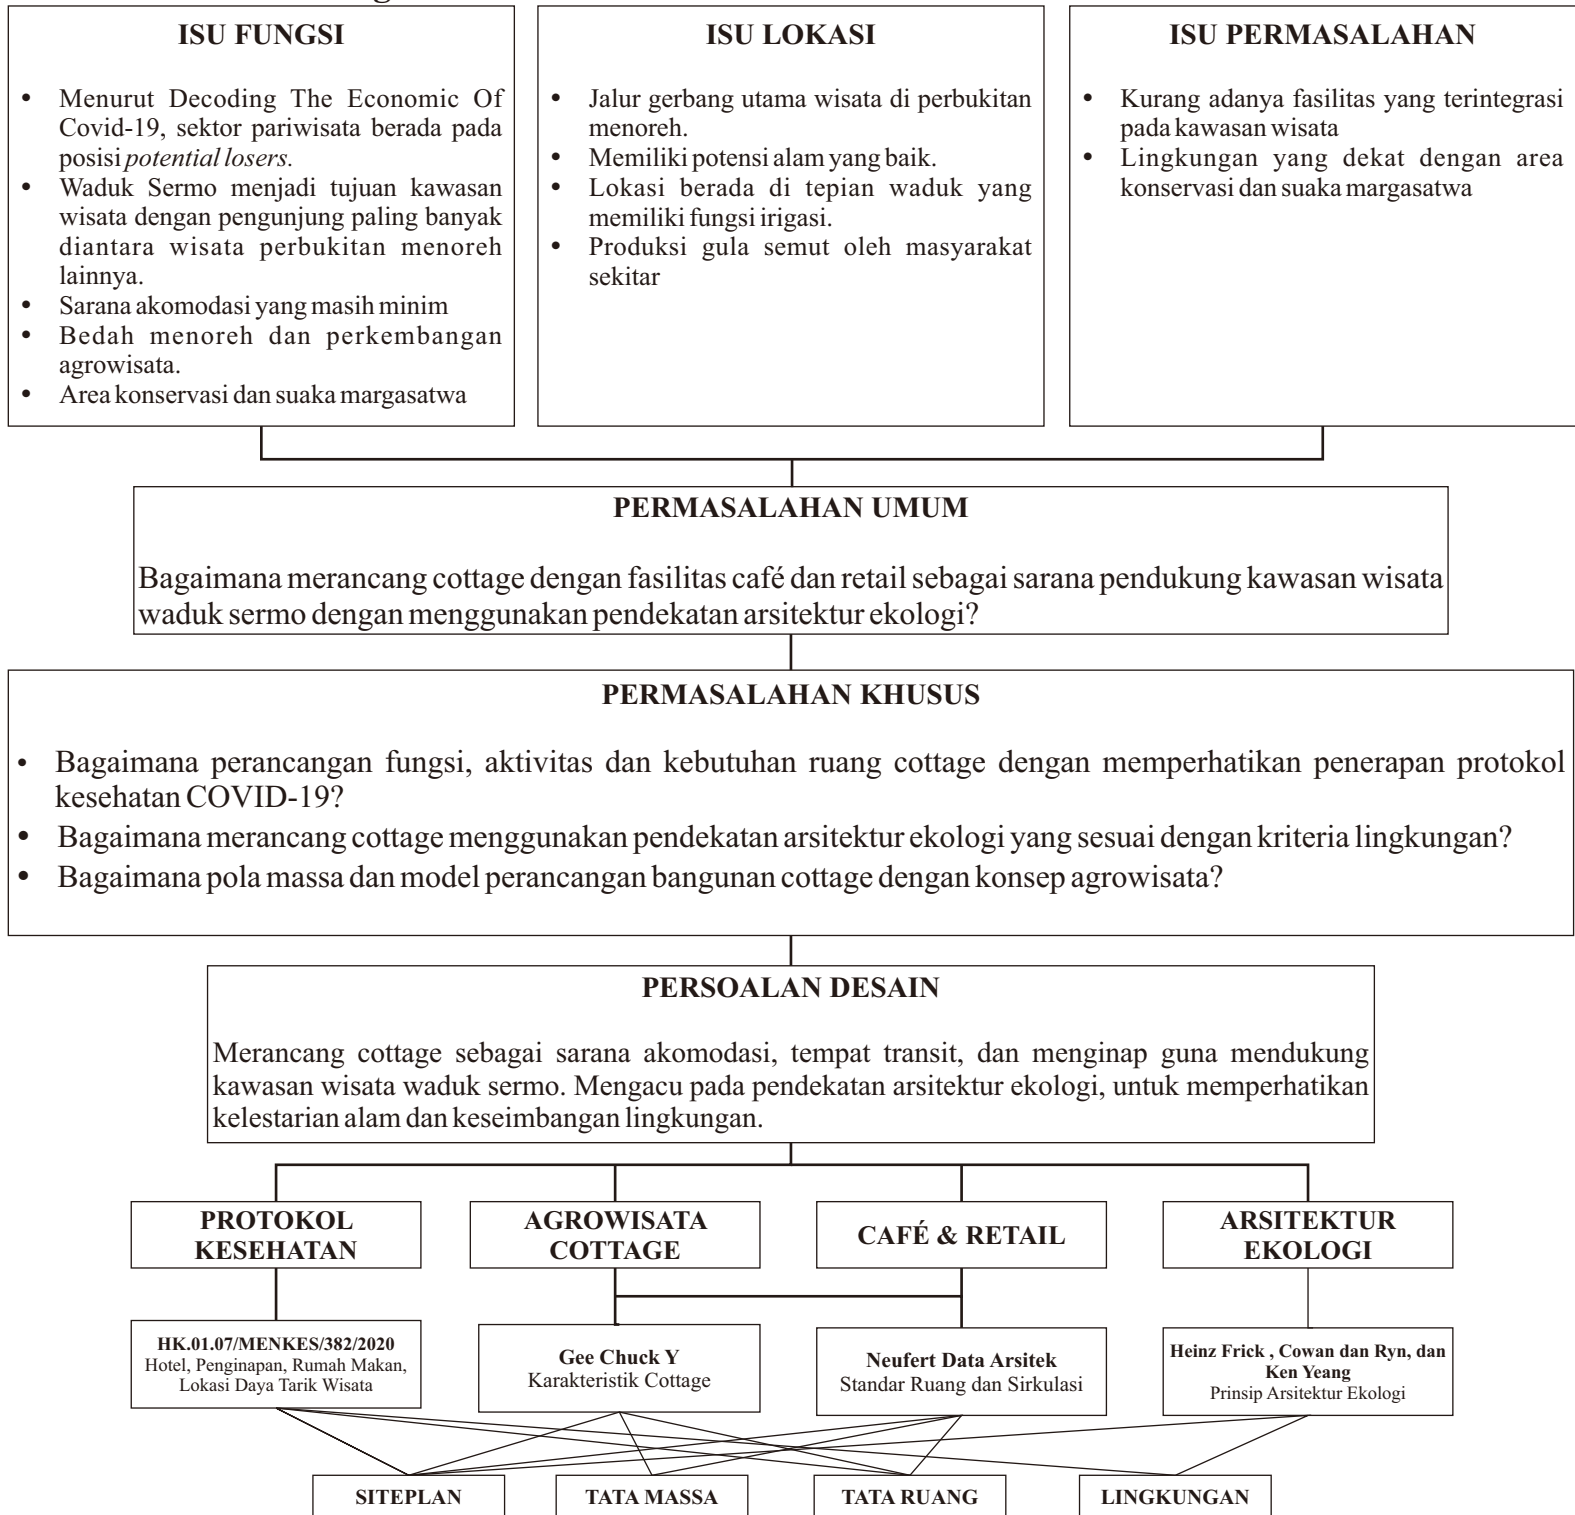 ISU FUNGSI
• Menurut Decoding The Economic Of
Covid-19, sektor pariwisata berada pada
posisi potential losers.
• Waduk Sermo menjadi tujuan kawasan
wisata dengan pengunjung paling banyak
diantara wisata perbukitan menoreh
lainnya.
• Sarana akomodasi yang masih minim
• Bedah menoreh dan perkembangan
agrowisata.
• Area konservasi dan suaka margasatwa
ISU LOKASI
• Jalur gerbang utama wisata di perbukitan
menoreh.
• Memiliki potensi alam yang baik.
• Lokasi berada di tepian waduk yang
memiliki fungsi irigasi.
• Produksi gula semut oleh masyarakat
sekitar
ISU PERMASALAHAN
• Kurang adanya fasilitas yang terintegrasi
pada kawasan wisata
• Lingkungan yang dekat dengan area
konservasi dan suaka margasatwa
PERMASALAHAN UMUM
Bagaimana merancang cottage dengan fasilitas café dan retail sebagai sarana pendukung kawasan wisata
waduk sermo dengan menggunakan pendekatan arsitektur ekologi?
PERMASALAHAN KHUSUS
• Bagaimana perancangan fungsi, aktivitas dan kebutuhan ruang cottage dengan memperhatikan penerapan protokol
kesehatan COVID-19?
• Bagaimana merancang cottage menggunakan pendekatan arsitektur ekologi yang sesuai dengan kriteria lingkungan?
• Bagaimana pola massa dan model perancangan bangunan cottage dengan konsep agrowisata?
PERSOALAN DESAIN
Merancang cottage sebagai sarana akomodasi, tempat transit, dan menginap guna mendukung
kawasan wisata waduk sermo. Mengacu pada pendekatan arsitektur ekologi, untuk memperhatikan
kelestarian alam dan keseimbangan lingkungan.
PROTOKOL
KESEHATAN
AGROWISATA
COTTAGE
CAFÉ & RETAIL
ARSITEKTUR
EKOLOGI
HK.01.07/MENKES/382/2020
Hotel, Penginapan, Rumah Makan,
Lokasi Daya Tarik Wisata
Gee Chuck Y
Karakteristik Cottage
Neufert Data Arsitek
Standar Ruang dan Sirkulasi
Heinz Frick , Cowan dan Ryn, dan
Ken Yeang
Prinsip Arsitektur Ekologi
SITEPLAN
TATA MASSA
TATA RUANG
LINGKUNGAN